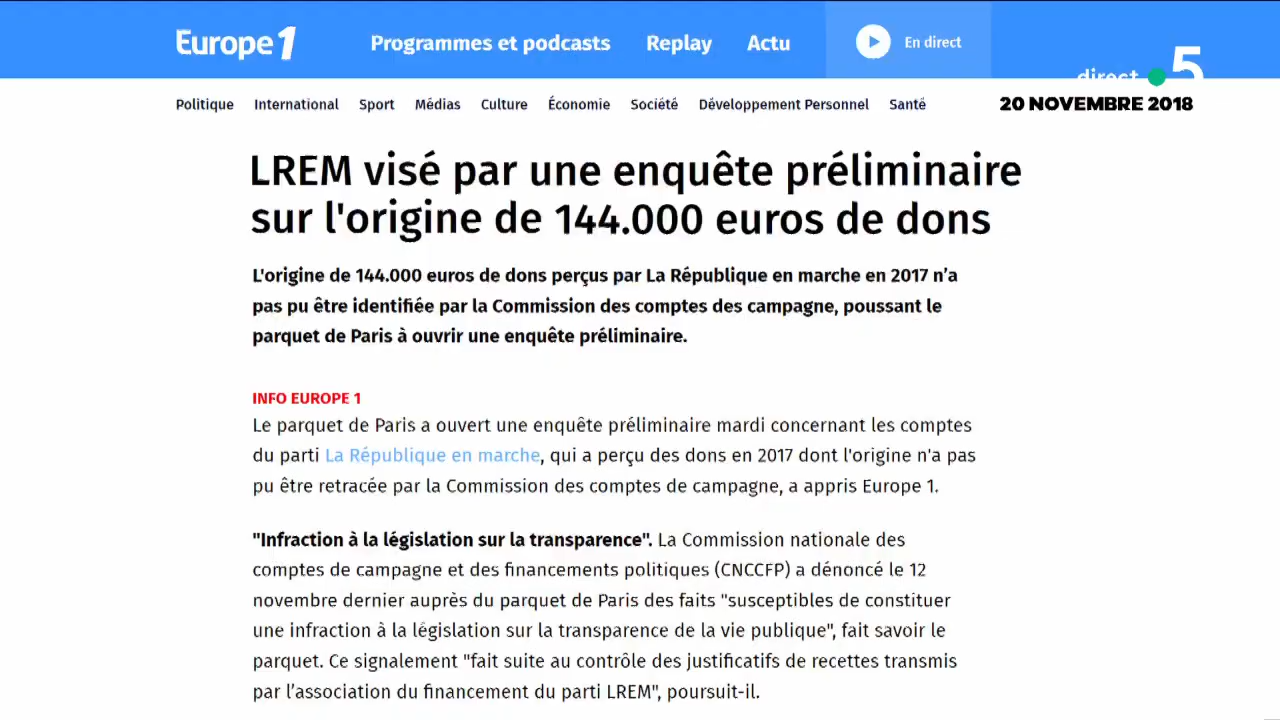 Europe 1
Programmes et podcasts
Replay
Actu
En direct
direct 5
Politique
International
Sport
Médias
Culture
Économie
Société
Développement Personnel
Santé
20 NOVEMBRE 2018
LREM visé par une enquête préliminaire
sur l'origine de 144.000 euros de dons
L'origine de 144.000 euros de dons perçus par La République en marche en 2017 n’a
pas pu être identifiée par la Commission des comptes des campagne, poussant le
parquet de Paris à ouvrir une enquête préliminaire.
INFO EUROPE 1
Le parquet de Paris a ouvert une enquête préliminaire mardi concernant les comptes
du parti La République en marche, qui a perçu des dons en 2017 dont l'origine n'a pas
pu être retracée par la Commission des comptes de campagne, a appris Europe 1.
"Infraction à la législation sur la transparence". La Commission nationale des
comptes de campagne et des financements politiques (CNCCFP) a dénoncé le 12
novembre dernier auprès du parquet de Paris des faits "susceptibles de constituer
une infraction à la législation sur la transparence de la vie publique", fait savoir le
parquet. Ce signalement "fait suite au contrôle des justificatifs de recettes transmis
par l’association du financement du parti LREM", poursuit-il.